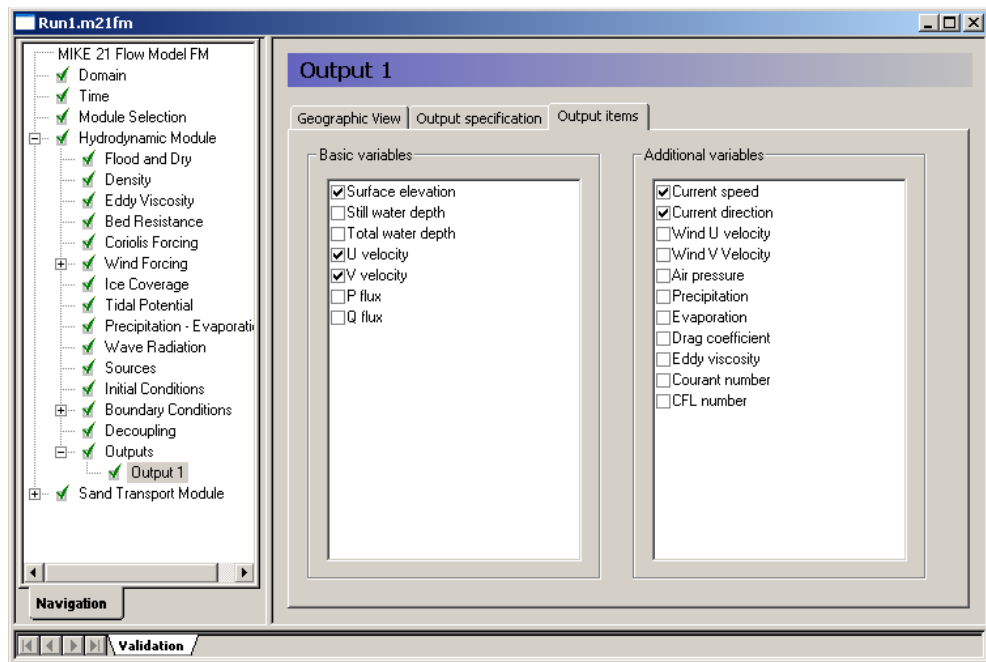 Run1.m21fm
MIKE 21 Flow Model FM
Domain
Time
Module Selection
Hydrodynamic Module
Flood and Dry
Density
Eddy Viscosity
Bed Resistance
Coriolis Forcing
Wind Forcing
Ice Coverage
Tidal Potential
Precipitation - Evaporati
Wave Radiation
Sources
Initial Conditions
Boundary Conditions
Decoupling
Outputs
Output 1
Sand Transport Module
Navigation
Output 1
Geographic View Output specification Output items
Basic variables
Surface elevation
Still water depth
Total water depth
U velocity
V velocity
P flux
Q flux
Additional variables
Current speed
Current direction
Wind U velocity
Wind V Velocity
Air pressure
Precipitation
Evaporation
Drag coefficient
Eddy viscosity
Courant number
CFL number
Validation